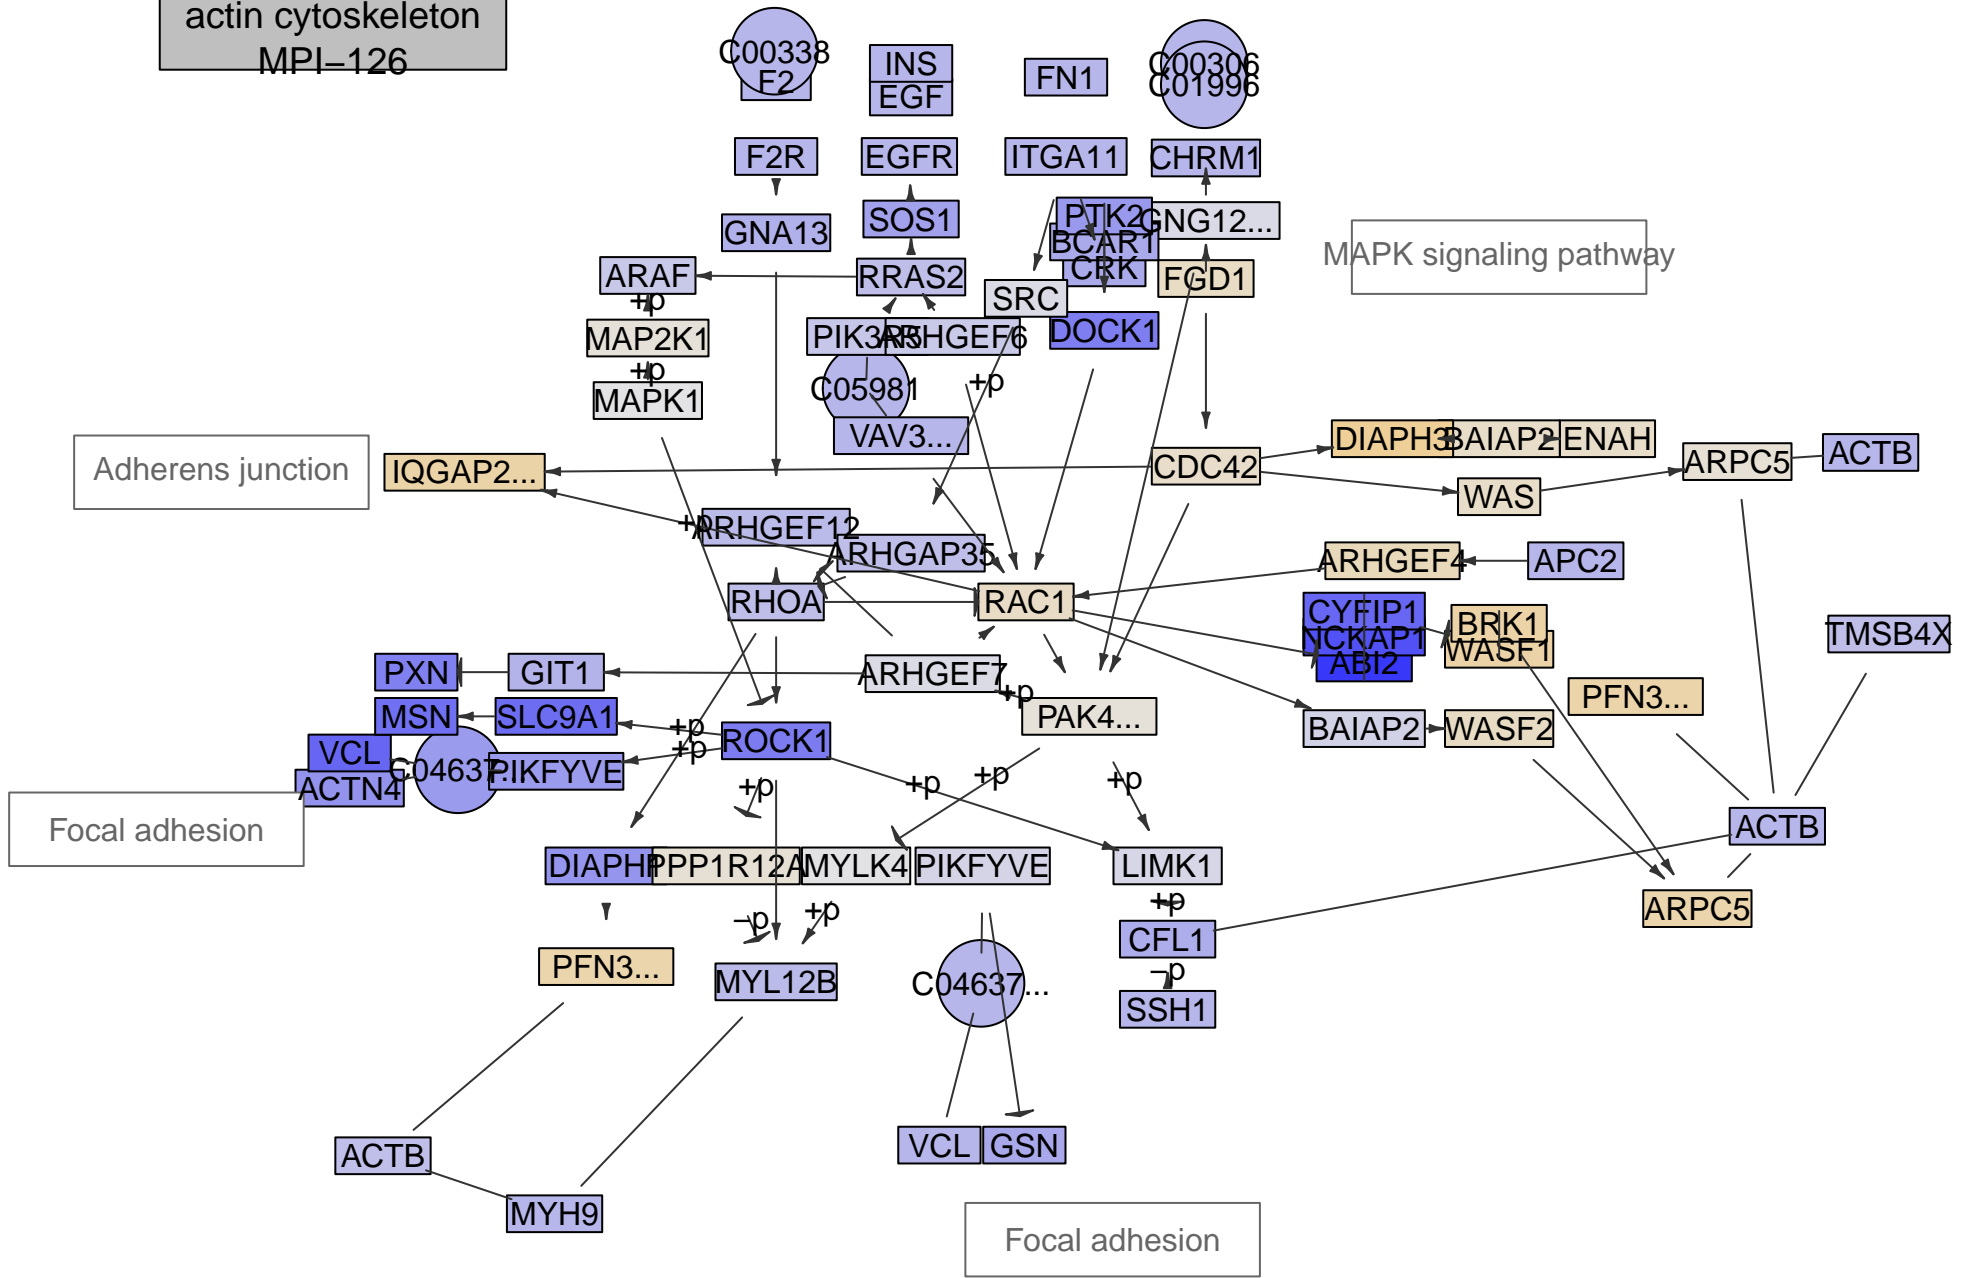 actin cytoskeleton
MPI–126
C00338
F2
INS
EGF
FN1
C00306
C01996
F2R
EGFR
ITGA11
CHRM1
GNA13
SOS1
PTK2
GNG12...
BCAR1
CRK
FGD1
MAPK signaling pathway
ARAF
RRAS2
SRC
+p
MAP2K1
ARHGEF6
DOCK1
+p
MAPK1
C05981
+p
VAV3...
DIAPH3
BAIAP2
ENAH
ARPC5
ACTB
Adherens junction
IQGAP2...
CDC42
WAS
+p
ARHGEF12
ARHGAP35
ARHGEF4
APC2
RHOA
RAC1
CYFIP1
NCKAP1
ABI2
BRK1
WASF1
TMSB4X
PXN
GIT1
ARHGEF7
+p
PFN3...
MSN
SLC9A1
+p
PAK4...
BAIAP2
WASF2
VCL
ROCK1
+p
C04637...
PIKFYVE
ACTN4
+p
+p
+p
+p
Focal adhesion
ACTB
PPP1R12A
MYLK4
PIKFYVE
LIMK1
+p
–p
+p
ARPC5
CFL1
PFN3...
MYL12B
C04637...
–p
SSH1
ACTB
VCL
GSN
MYH9
Focal adhesion